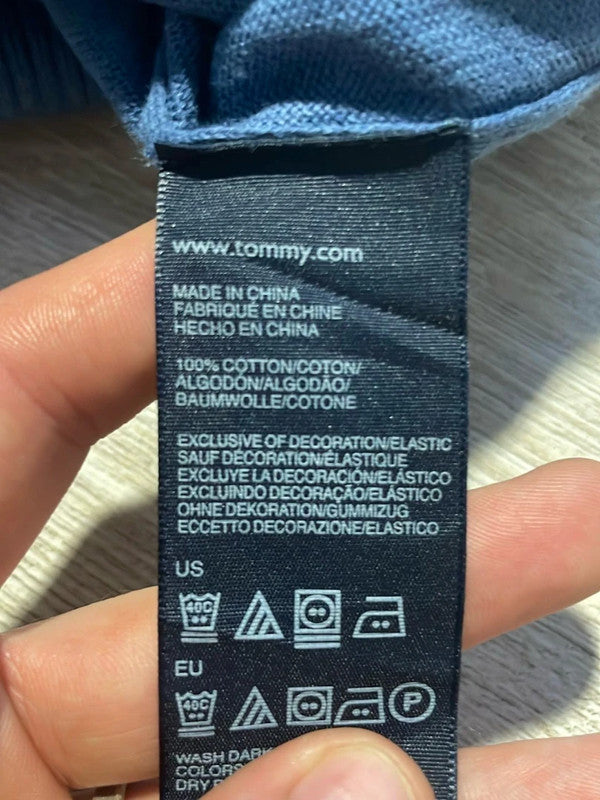 www.tommy.com
MADE IN CHINA
FABRIQUÉ EN CHINE
HECHO EN CHINA
100% COTTON/COTON/
ALGODÓN/ALGODÃO/
BAUMWOLLE/COTONE
EXCLUSIVE OF DECORATION/ELASTIC
SAUF DÉCORATION/ÉLASTIQUE
EXCLUYE LA DECORACIÓN/ELÁSTICO
EXCLUINDO DECORAÇÃO/ELÁSTICO
OHNE DEKORATION/GUMMIZUG
ECCETTO DECORAZIONE/ELASTICO
US
40C
EU
40C P
WASH DARK
COLORS
DRY